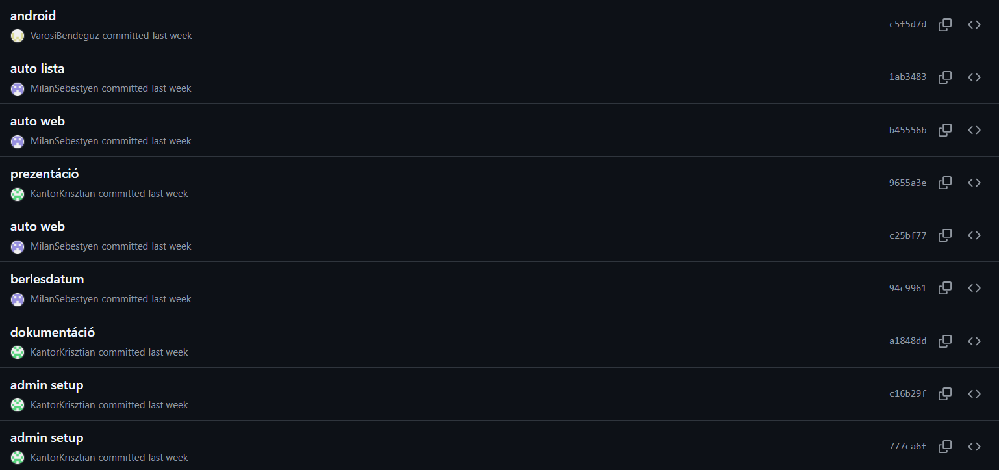 android
VarosiBendeguz committed last week
c5f5d7d
auto lista
MilanSebestyen committed last week
1ab3483
auto web
MilanSebestyen committed last week
b45556b
prezentáció
KantorKrisztian committed last week
9655a3e
auto web
MilanSebestyen committed last week
c25bf77
berlesdatum
MilanSebestyen committed last week
94c9961
dokumentáció
KantorKrisztian committed last week
a1848dd
admin setup
KantorKrisztian committed last week
c16b29f
admin setup
KantorKrisztian committed last week
777ca6f